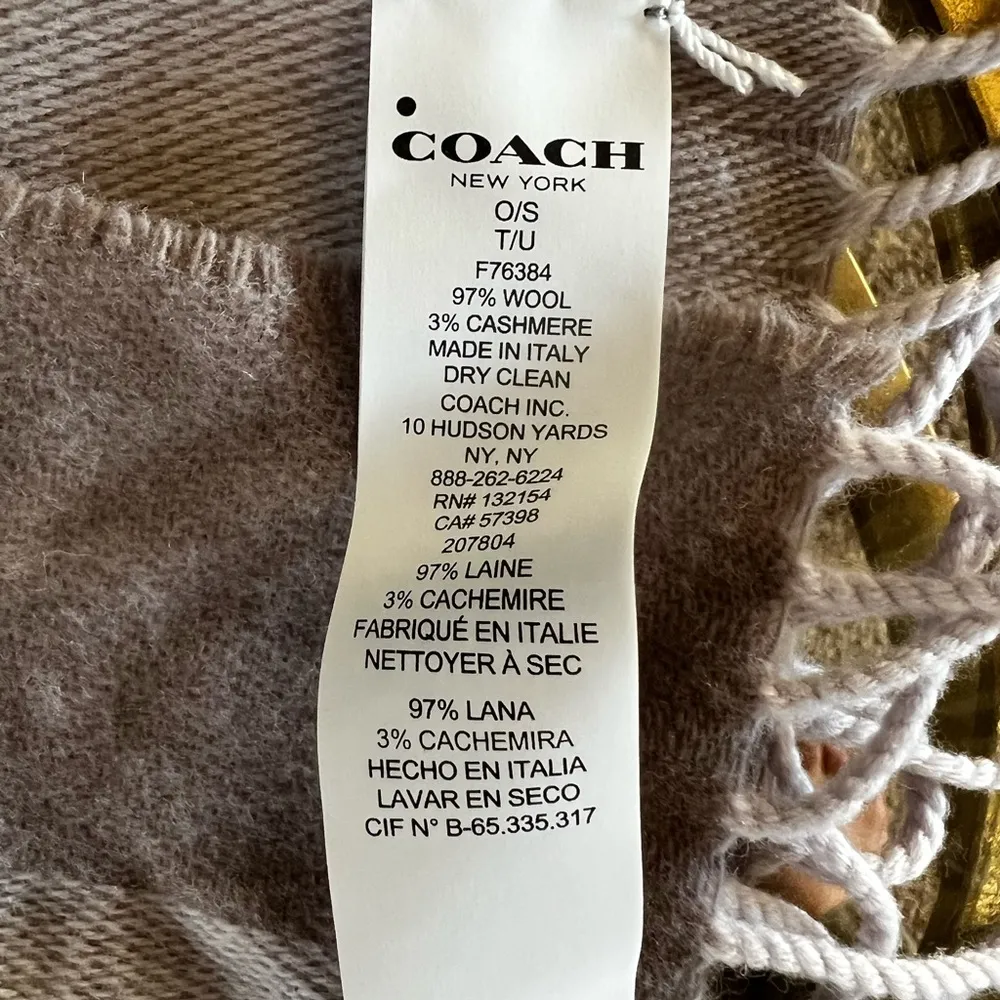 COACH
NEW YORK
O/S
T/U
F76384
97% WOOL
3% CASHMERE
MADE IN ITALY
DRY CLEAN
COACH INC.
10 HUDSON YARDS
NY, NY
888-262-6224
RN# 132154
CA# 57398
207804
97% LAINE
3% CACHEMIRE
FABRIQUÉ EN ITALIE
NETTOYER À SEC
97% LANA
3% CACHEMIRA
HECHO EN ITALIA
LAVAR EN SECO
CIF N° B-65.335.317